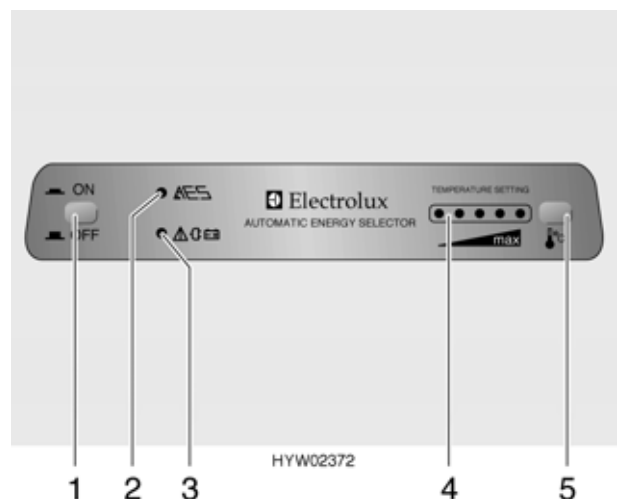 ON
OFF
AES
Electrolux
AUTOMATIC ENERGY SELECTOR
TEMPERATURE SETTING
max
°C
HYW02372
1 2 3 4 5